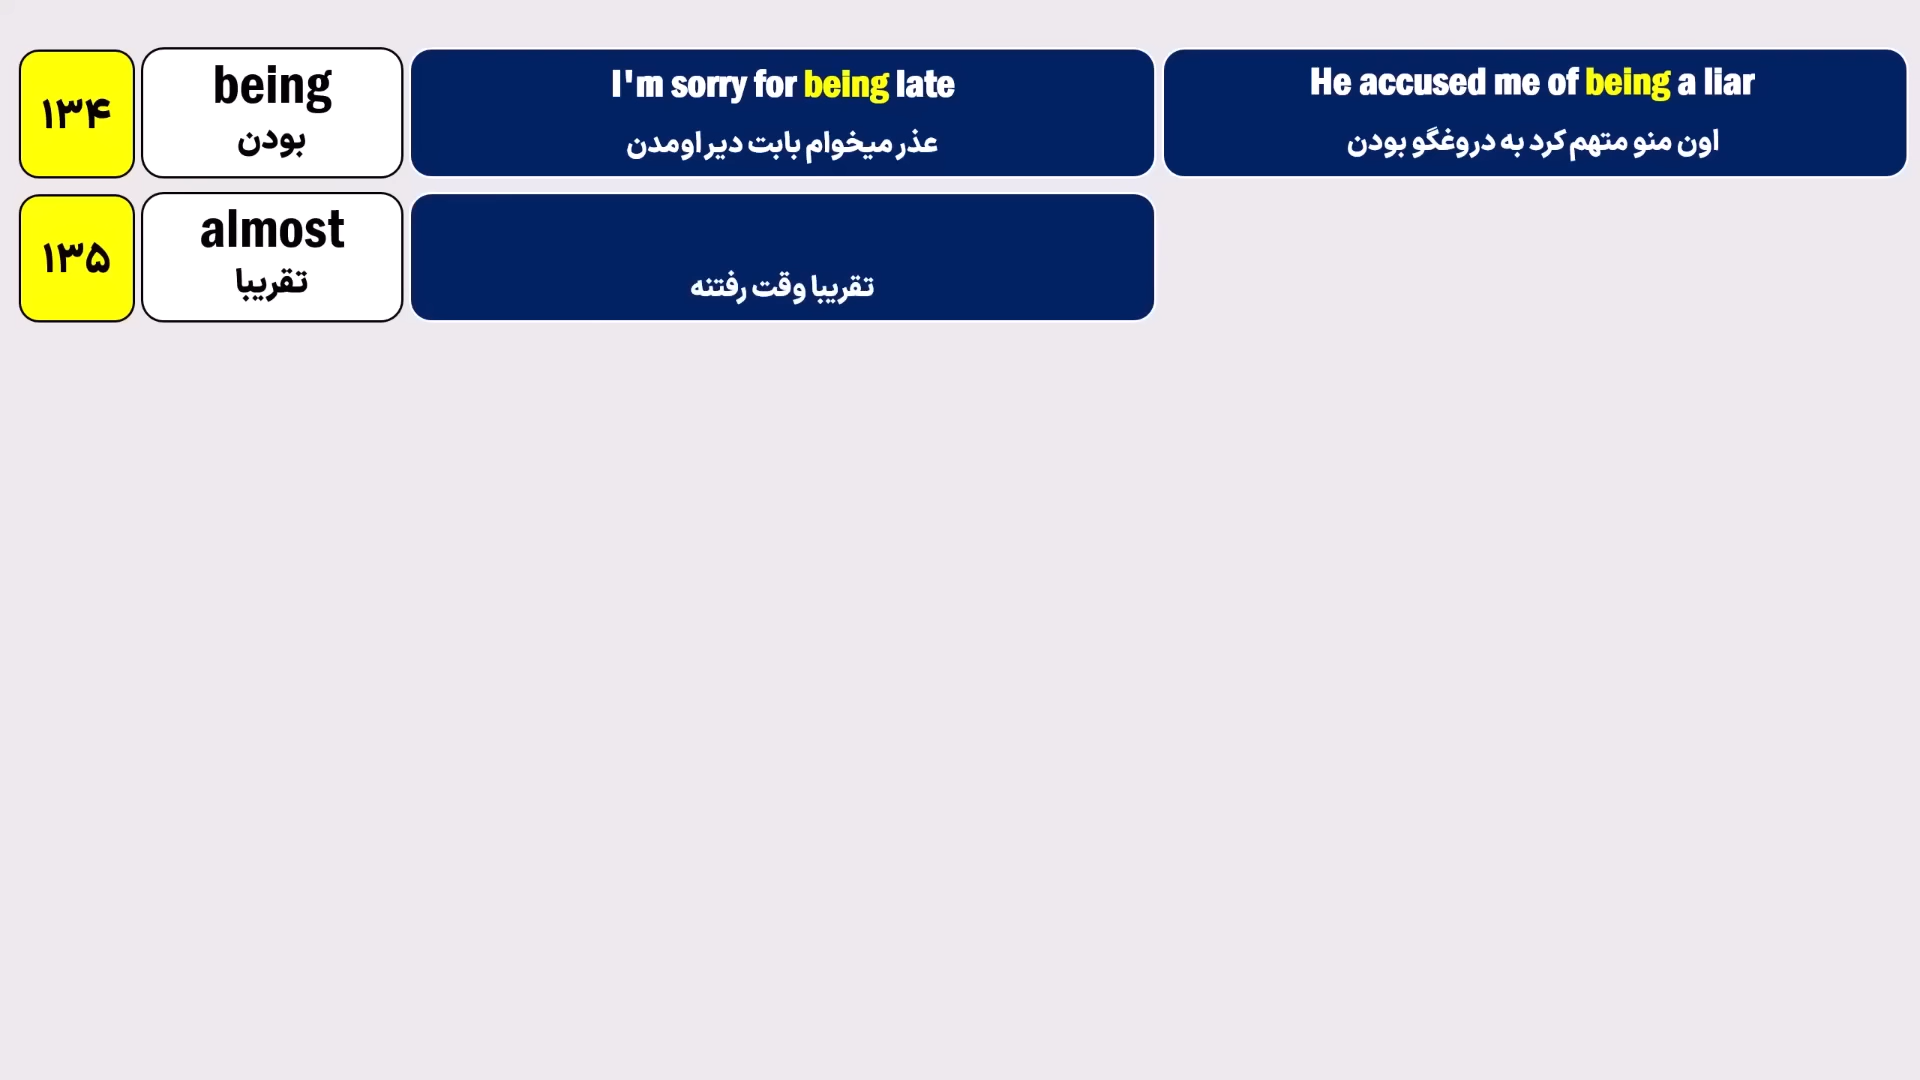 ۱۳۴
being
بودن
I'm sorry for being late
عذر میخوام بابت دیر اومدن
He accused me of being a liar
اون منو متهم کرد به دروغگو بودن
۱۳۵
almost
تقریبا
تقریبا وقت رفتنه